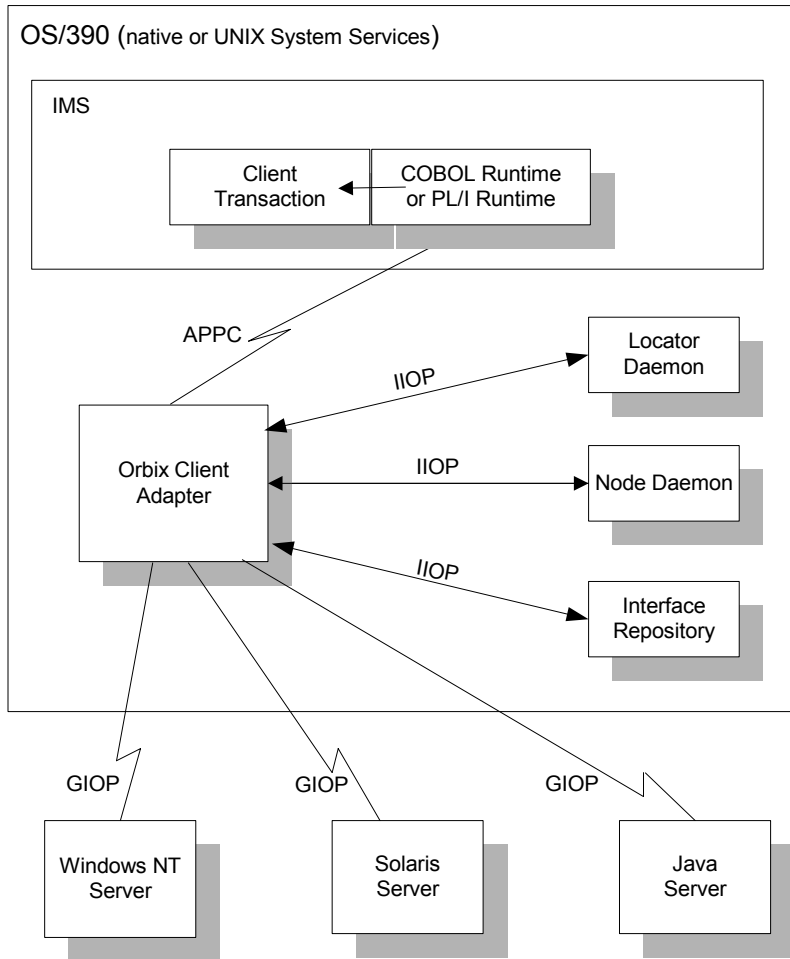 OS/390 (native or UNIX System Services)
IMS
Client
Transaction
COBOL Runtime
or PL/I Runtime
APPC
Locator
Daemon
IIOP
Orbix Client
Adapter
IIOP
Node Daemon
IIOP
Interface
Repository
GIOP
GIOP
GIOP
Windows NT
Server
Solaris
Server
Java
Server